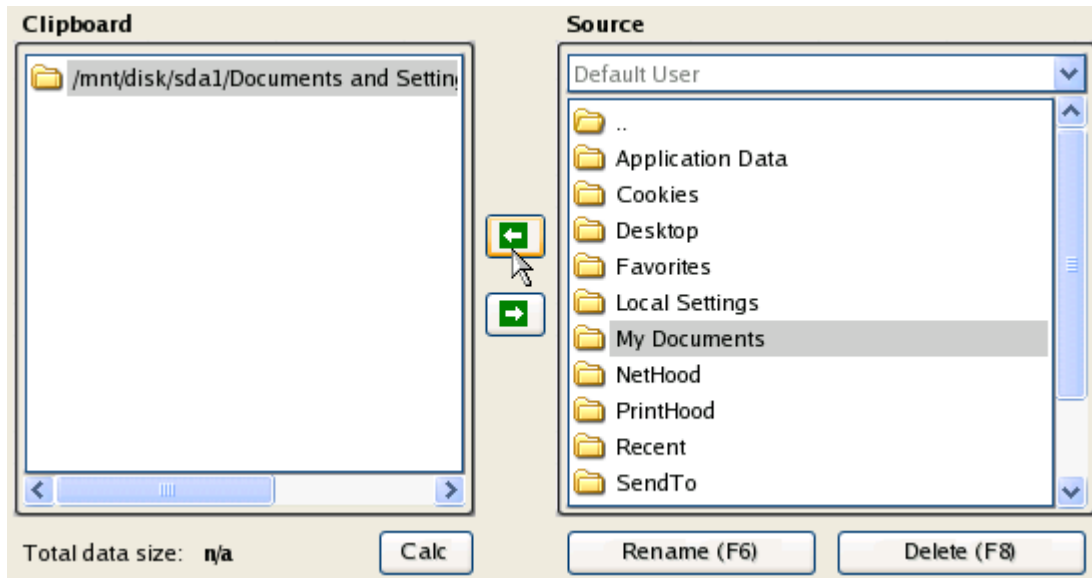 Clipboard
/mnt/disk/sda1/Documents and
Total data size: n/a
Calc
Source
Default User
..
Application Data
Cookies
Desktop
Favorites
Local Settings
My Documents
NetHood
PrintHood
Recent
SendTo
Rename (F6)
Delete (F8)